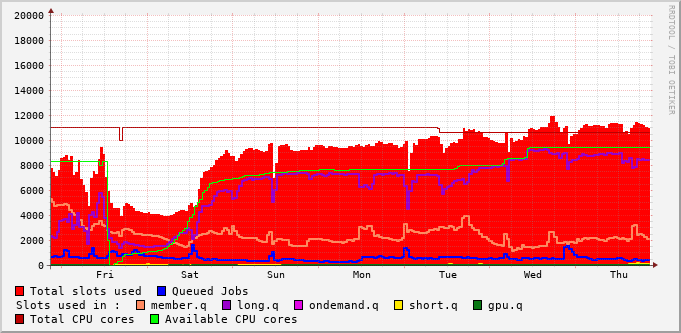 20000
18000
16000
14000
12000
10000
8000
6000
4000
2000
0
Fri Sat Sun Mon Tue Wed Thu
RRDTOOL / TOBI OETIKER
Total slots used Queued Jobs
Slots used in : member.q long.q ondemand.q short.q gpu.q
Total CPU cores Available CPU cores